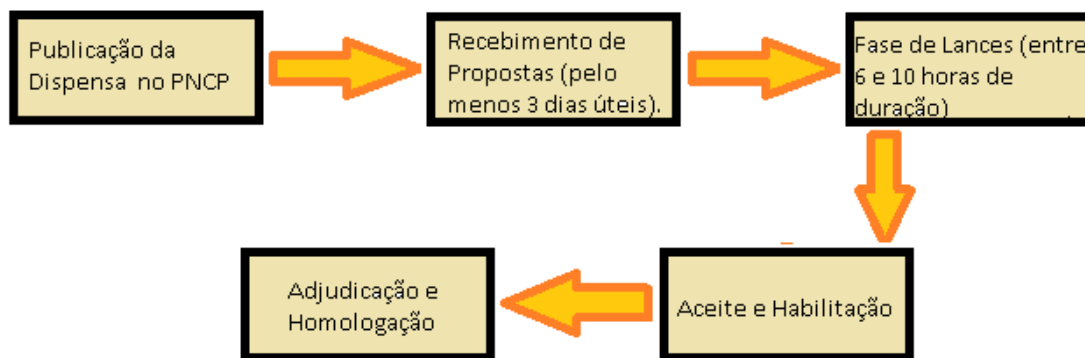 Publicação da
Dispensa no PNCP
Recebimento de
Propostas (pelo
menos 3 dias úteis).
Fase de Lances (entre
6 e 10 horas de
duração)
Aceite e Habilitação
Adjudicação e
Homologação